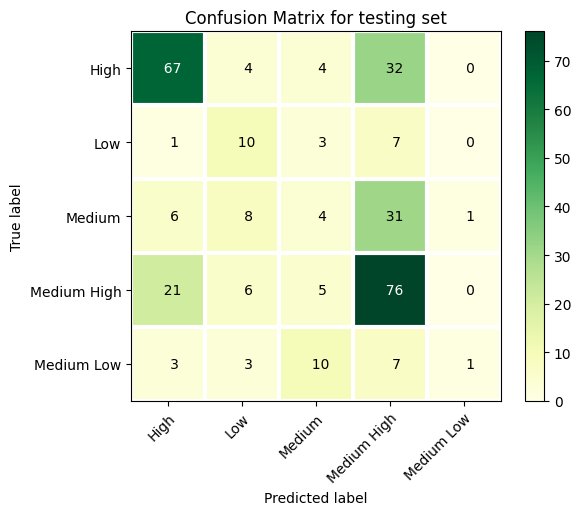 Confusion Matrix for testing set
High 67 4 4 32 0
Low 1 10 3 7 0
Medium 6 8 4 31 1
Medium High 21 6 5 76 0
Medium Low 3 3 10 7 1
True label
High Low Medium Medium High Medium Low
Predicted label
70
60
50
40
30
20
10
0